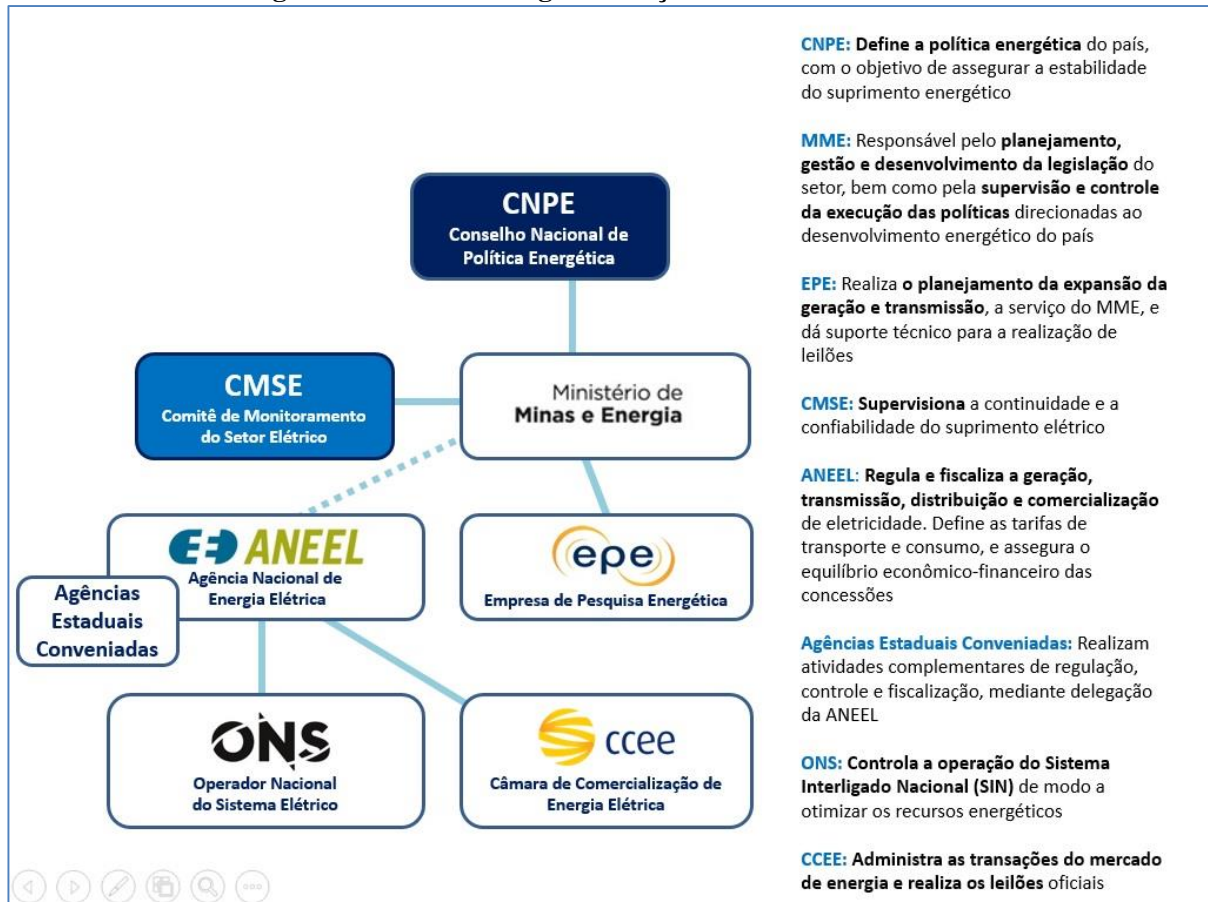 CNPE
Conselho Nacional de
Política Energética
CMSE
Comitê de Monitoramento
do Setor Elétrico
Ministério de
Minas e Energia
ANEEL
Agência Nacional de
Energia Elétrica
epe
Empresa de Pesquisa Energética
Agências
Estaduais
Conveniadas
ONS
Operador Nacional
do Sistema Elétrico
ccee
Câmara de Comercialização de
Energia Elétrica
CNPE: Define a política energética do país,
com o objetivo de assegurar a estabilidade
do suprimento energético
MME: Responsável pelo planejamento,
gestão e desenvolvimento da legislação do
setor, bem como pela supervisão e controle
da execução das políticas direcionadas ao
desenvolvimento energético do país
EPE: Realiza o planejamento da expansão da
geração e transmissão, a serviço do MME, e
dá suporte técnico para a realização de
leilões
CMSE: Supervisiona a continuidade e a
confiabilidade do suprimento elétrico
ANEEL: Regula e fiscaliza a geração,
transmissão, distribuição e comercialização
de eletricidade. Define as tarifas de
transporte e consumo, e assegura o
equilíbrio econômico-financeiro das
concessões
Agências Estaduais Conveniadas: Realizam
atividades complementares de regulação,
controle e fiscalização, mediante delegação
da ANEEL
ONS: Controla a operação do Sistema
Interligado Nacional (SIN) de modo a
otimizar os recursos energéticos
CCEE: Administra as transações do mercado
de energia e realiza os leilões oficiais